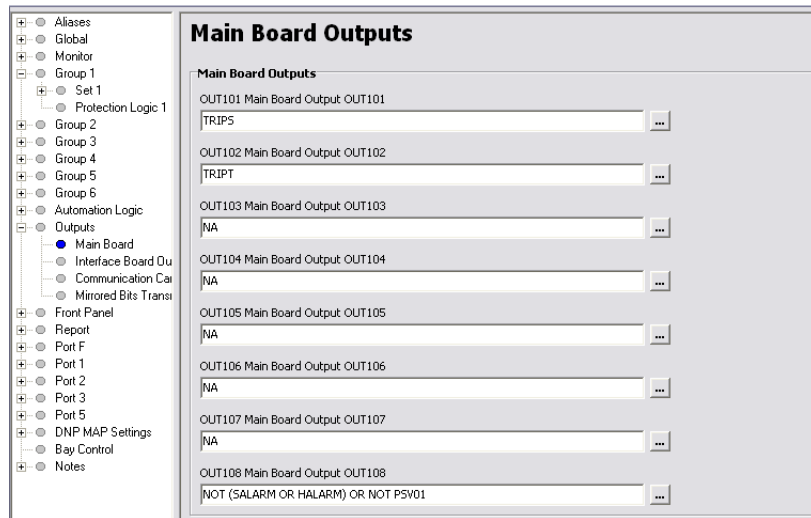 Aliases
Global
Monitor
Group 1
Set 1
Protection Logic 1
Group 2
Group 3
Group 4
Group 5
Group 6
Automation Logic
Outputs
Main Board
Interface Board Ou
Communication Car
Mirrored Bits Transr
Front Panel
Report
Port F
Port 1
Port 2
Port 3
Port 5
DNP MAP Settings
Bay Control
Notes
Main Board Outputs
Main Board Outputs
OUT101 Main Board Output OUT101
TRIPS
...
OUT102 Main Board Output OUT102
TRIPT
...
OUT103 Main Board Output OUT103
NA
...
OUT104 Main Board Output OUT104
NA
...
OUT105 Main Board Output OUT105
NA
...
OUT106 Main Board Output OUT106
NA
...
OUT107 Main Board Output OUT107
NA
...
OUT108 Main Board Output OUT108
NOT (SALARM OR HALARM) OR NOT PSV01
...